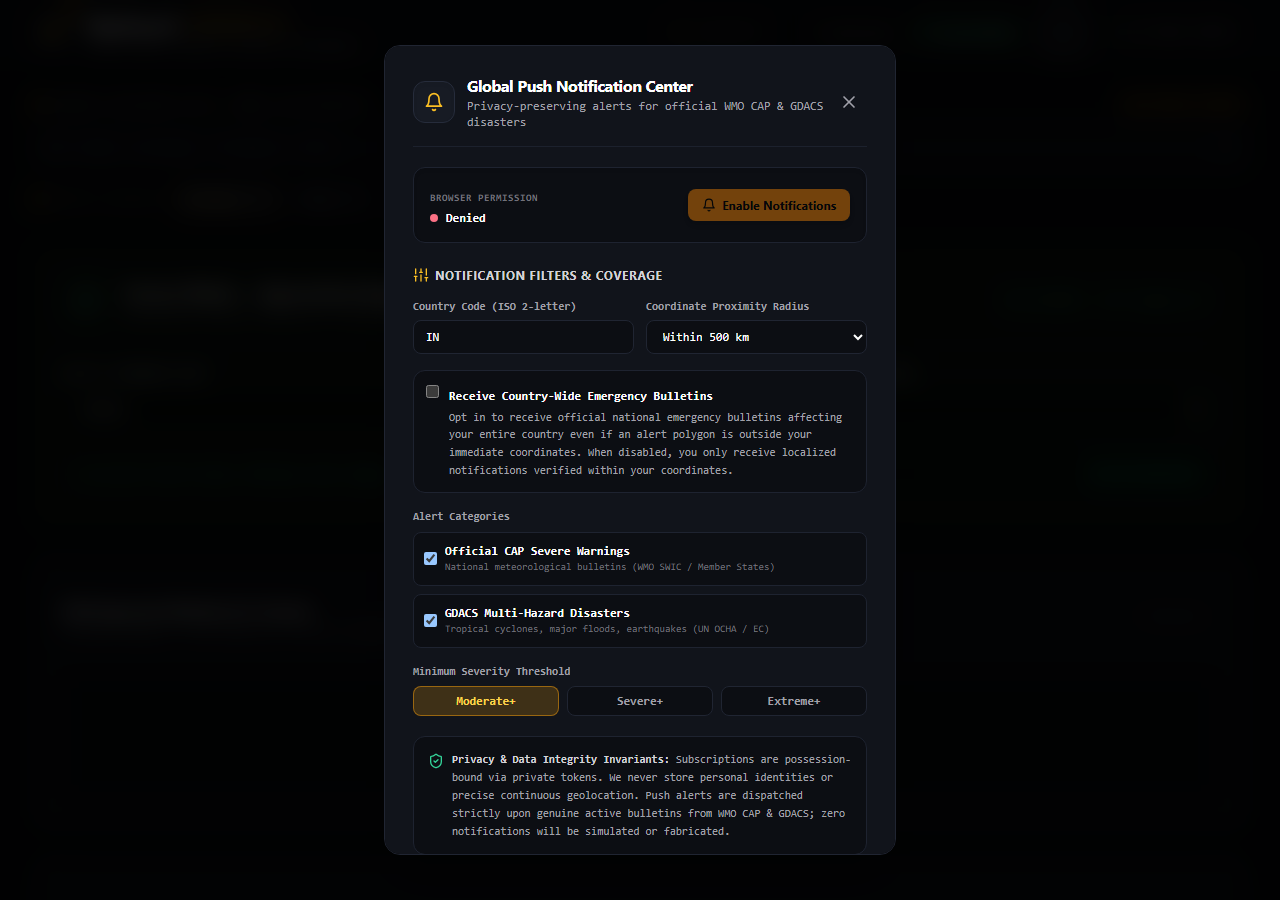 Global Push Notification Center
Privacy-preserving alerts for official WMO CAP & GDACS
disasters
BROWSER PERMISSION
Denied
Enable Notifications
NOTIFICATION FILTERS & COVERAGE
Country Code (ISO 2-letter)
Coordinate Proximity Radius
IN
Within 500 km
Receive Country-Wide Emergency Bulletins
Opt in to receive official national emergency bulletins affecting
your entire country even if an alert polygon is outside your
immediate coordinates. When disabled, you only receive localized
notifications verified within your coordinates.
Alert Categories
Official CAP Severe Warnings
National meteorological bulletins (WMO SWIC / Member States)
GDACS Multi-Hazard Disasters
Tropical cyclones, major floods, earthquakes (UN OCHA / EC)
Minimum Severity Threshold
Moderate+
Severe+
Extreme+
Privacy & Data Integrity Invariants: Subscriptions are possession-
bound via private tokens. We never store personal identities or
precise continuous geolocation. Push alerts are dispatched
strictly upon genuine active bulletins from WMO CAP & GDACS; zero
notifications will be simulated or fabricated.